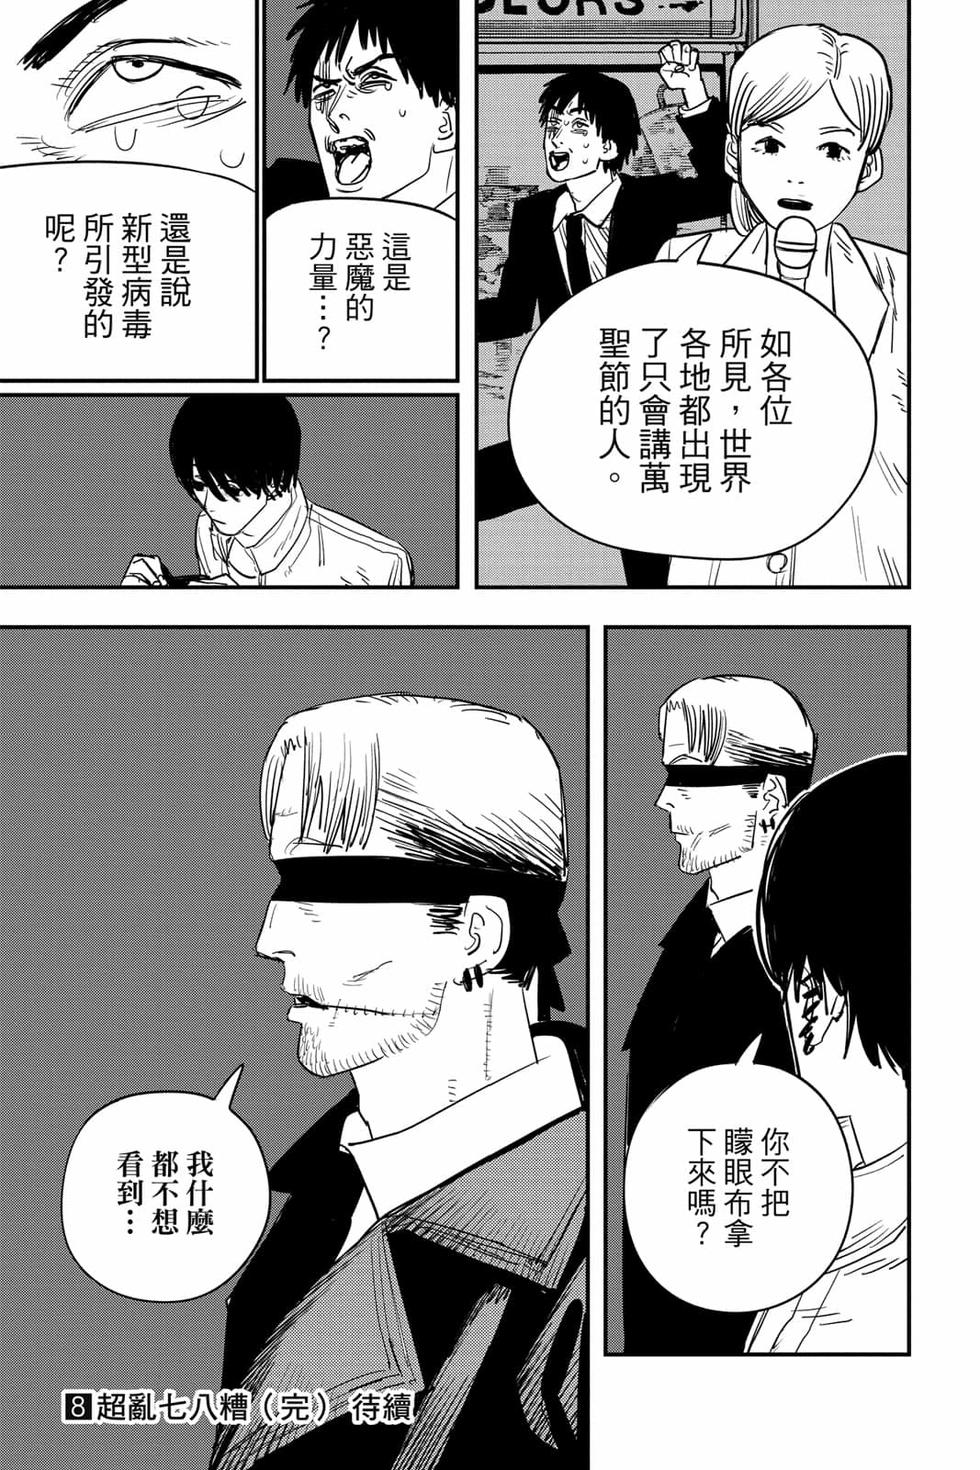 OLORS
如各位
所見，世界
各地都出現
了只會講萬
聖節的人。
這是
惡魔的
力量…？
還是說
新型病毒
所引發的
呢？
你不把
矇眼布拿
下來嗎？
我什麼
都不想
看到…
8 超亂七八糟（完） 待續